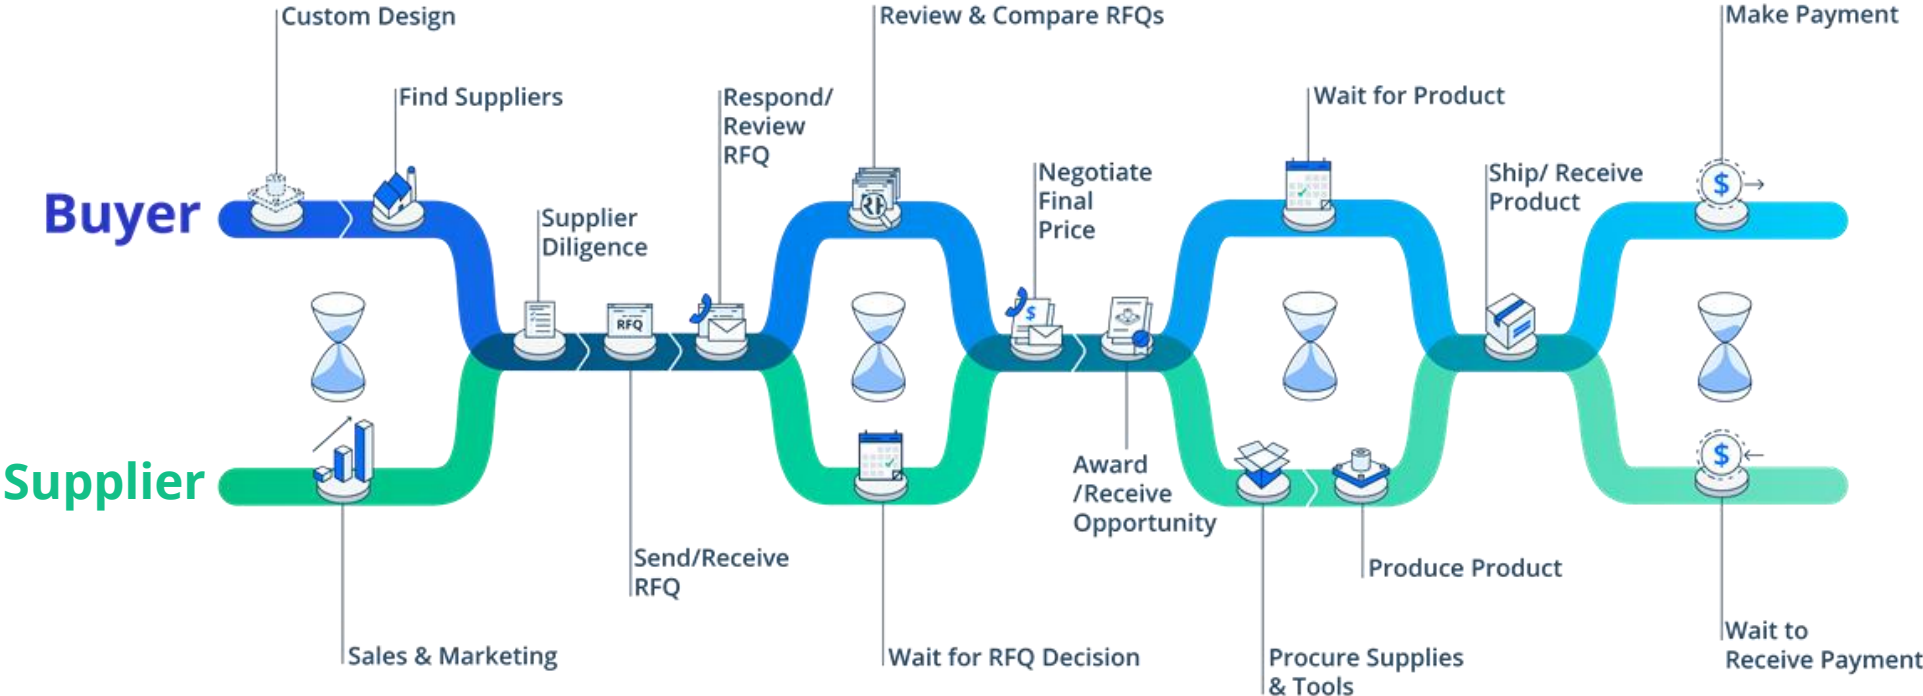 Custom Design
Review & Compare RFQs
Make Payment
Find Suppliers
Respond/
Review
RFQ
Wait for Product
Buyer
Supplier
Diligence
Negotiate
Final
Price
Ship/ Receive
Product
$
RFQ
$
RF
Supplier
$
Award
/Receive
Opportunity
Send/Receive
RFQ
Produce Product
Sales & Marketing
Wait for RFQ Decision
Procure Supplies
& Tools
Wait to
Receive Payment